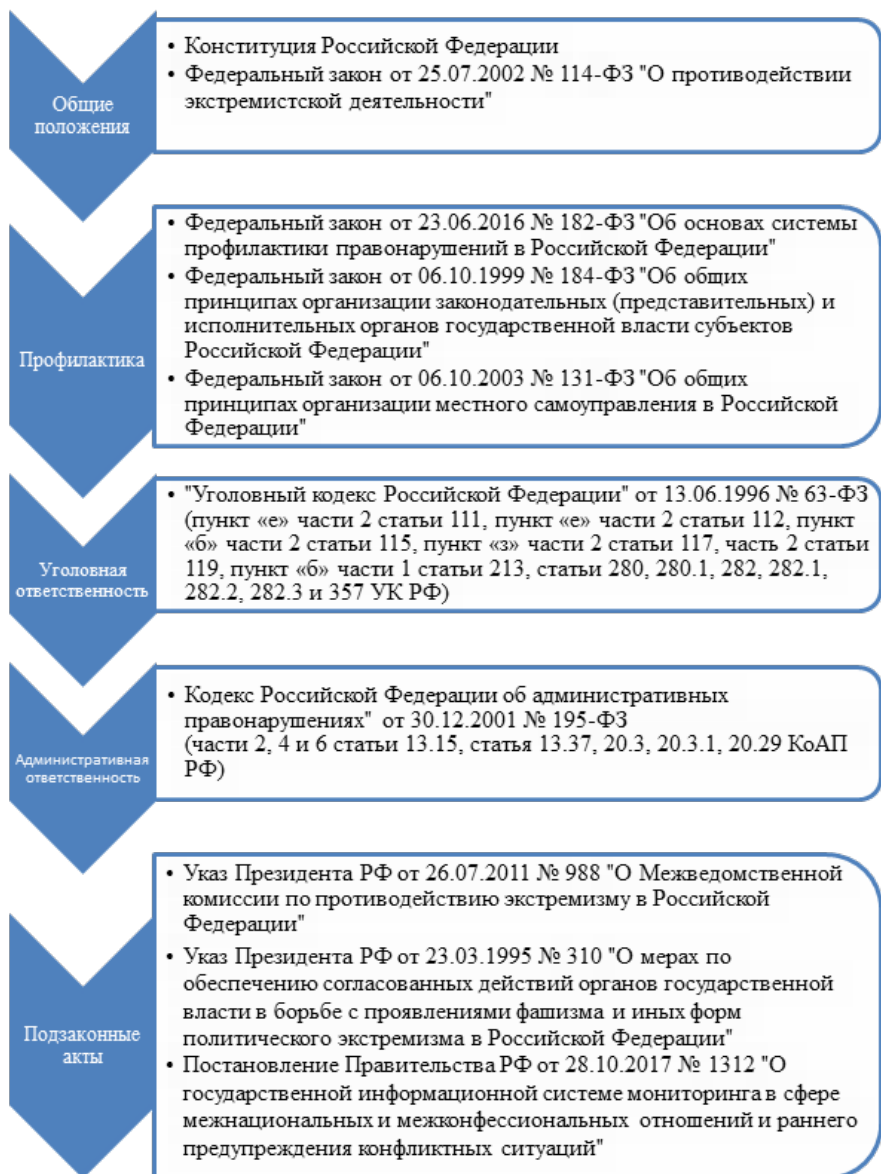 Общие
положения
• Конституция Российской Федерации
• Федеральный закон от 25.07.2002 № 114-ФЗ "О противодействии
экстремистской деятельности"
Профилактика
• Федеральный закон от 23.06.2016 № 182-ФЗ "Об основах системы
профилактики правонарушений в Российской Федерации"
• Федеральный закон от 06.10.1999 № 184-ФЗ "Об общих
принципах организации законодательных (представительных) и
исполнительных органов государственной власти субъектов
Российской Федерации"
• Федеральный закон от 06.10.2003 № 131-ФЗ "Об общих
принципах организации местного самоуправления в Российской
Федерации"
Уголовная
ответственность
• "Уголовный кодекс Российской Федерации" от 13.06.1996 № 63-ФЗ
(пункт «е» части 2 статьи 111, пункт «е» части 2 статьи 112, пункт
«б» части 2 статьи 115, пункт «з» части 2 статьи 117, часть 2 статьи
119, пункт «б» части 1 статьи 213, статьи 280, 280.1, 282, 282.1,
282.2, 282.3 и 357 УК РФ)
Административная
ответственность
• Кодекс Российской Федерации об административных
правонарушениях" от 30.12.2001 № 195-ФЗ
(части 2, 4 и 6 статьи 13.15, статья 13.37, 20.3, 20.3.1, 20.29 КоАП
РФ)
Подзаконные
акты
• Указ Президента РФ от 26.07.2011 № 988 "О Межведомственной
комиссии по противодействию экстремизму в Российской
Федерации"
• Указ Президента РФ от 23.03.1995 № 310 "О мерах по
обеспечению согласованных действий органов государственной
власти в борьбе с проявлениями фашизма и иных форм
политического экстремизма в Российской Федерации"
• Постановление Правительства РФ от 28.10.2017 № 1312 "О
государственной информационной системе мониторинга в сфере
межнациональных и межконфессиональных отношений и раннего
предупреждения конфликтных ситуаций"